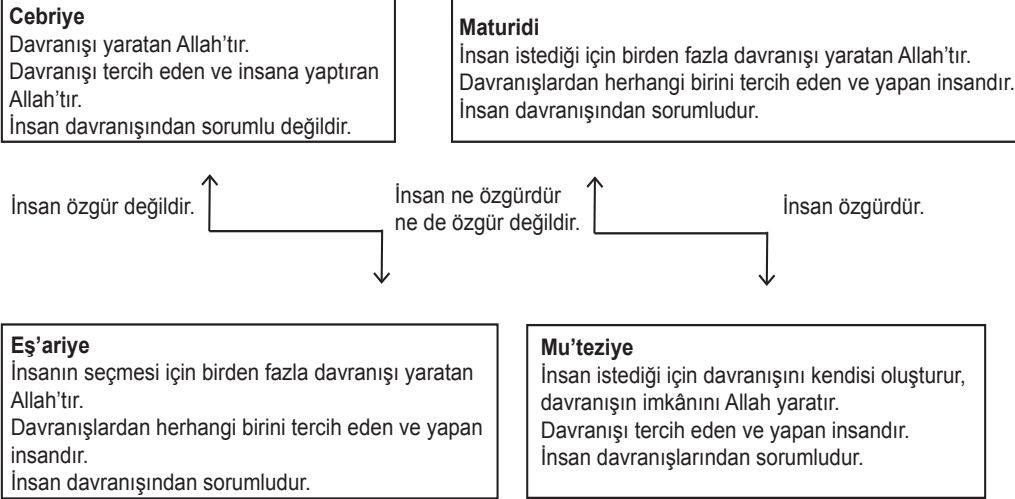 Cebriye
Davranışı yaratan Allah’tır.
Davranışı tercih eden ve insana yaptıran
Allah’tır.
İnsan davranışından sorumlu değildir.
Maturidi
İnsan istediği için birden fazla davranışı yaratan Allah’tır.
Davranışlardan herhangi birini tercih eden ve yapan insandır.
İnsan davranışından sorumludur.
İnsan özgür değildir.
İnsan ne özgürdür
ne de özgür değildir.
İnsan özgürdür.
Eş’ariye
İnsanın seçmesi için birden fazla davranışı yaratan
Allah’tır.
Davranışlardan herhangi birini tercih eden ve yapan
insandır.
İnsan davranışından sorumludur.
Mu’teziye
İnsan istediği için davranışını kendisi oluşturur,
davranışın imkânını Allah yaratır.
Davranışı tercih eden ve yapan insandır.
İnsan davranışlarından sorumludur.